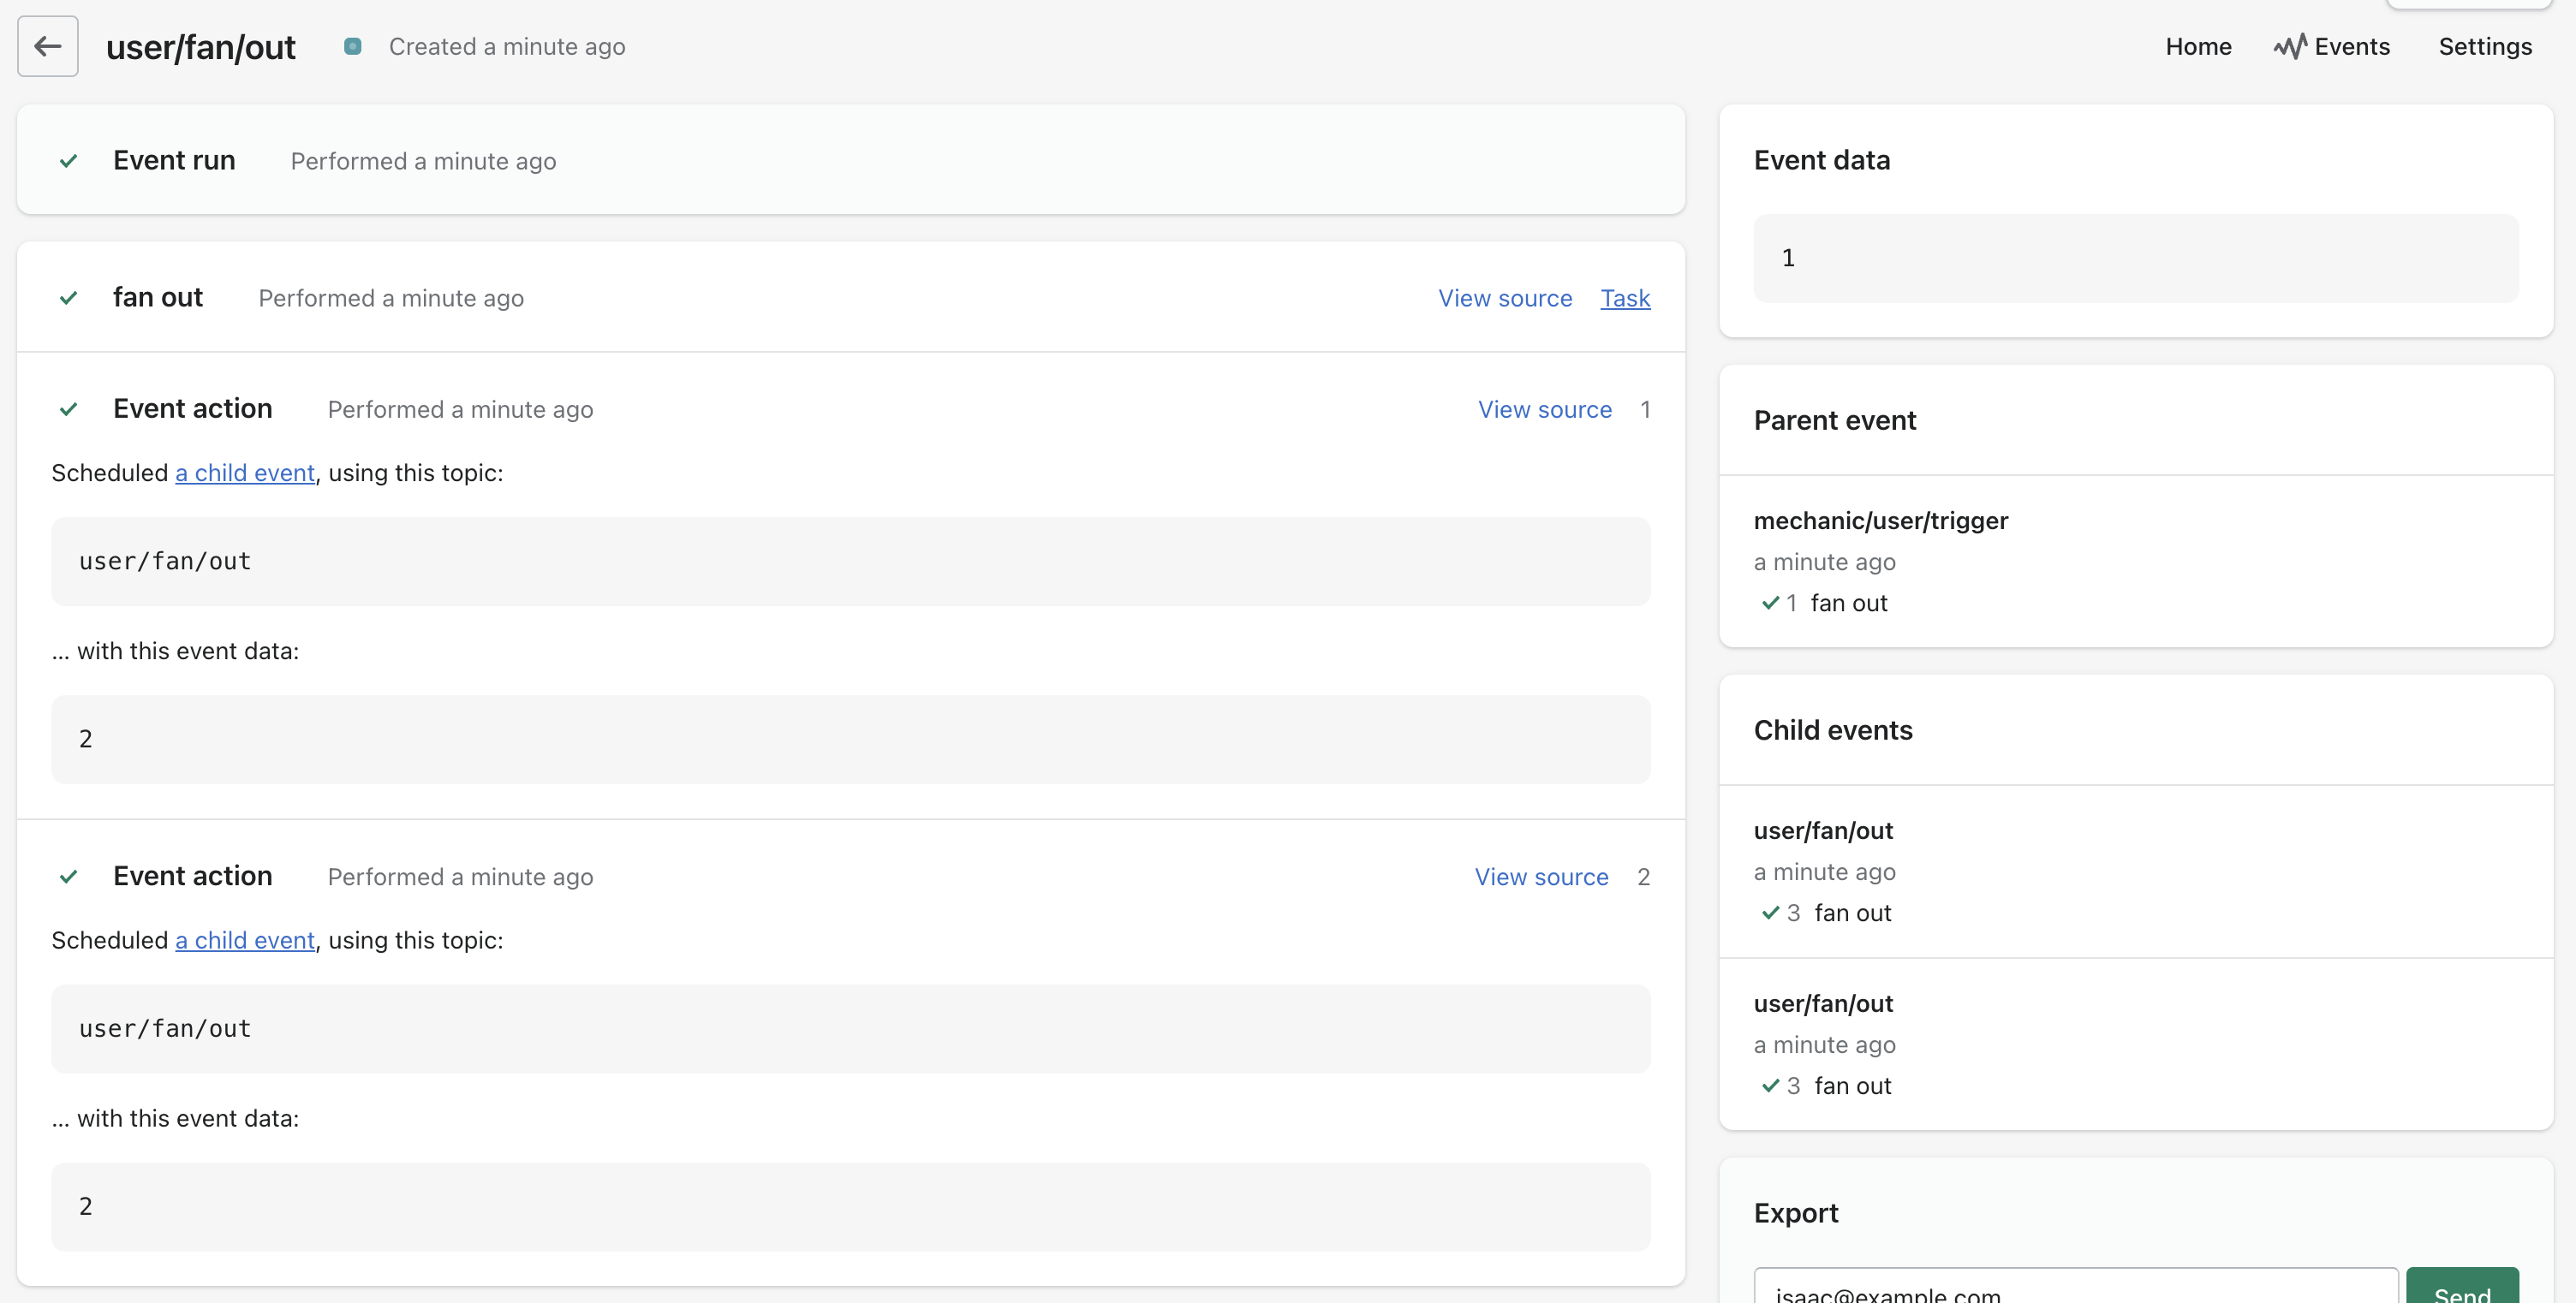 user/fan/out Created a minute ago Home Events Settings
Event run Performed a minute ago
fan out Performed a minute ago View source Task
Event action Performed a minute ago View source 1
Scheduled a child event, using this topic:
user/fan/out
... with this event data:
2
Event action Performed a minute ago View source 2
Scheduled a child event, using this topic:
user/fan/out
... with this event data:
2
Event data
1
Parent event
mechanic/user/trigger
a minute ago
1 fan out
Child events
user/fan/out
a minute ago
3 fan out
user/fan/out
a minute ago
3 fan out
Export
isaac@example.com Send